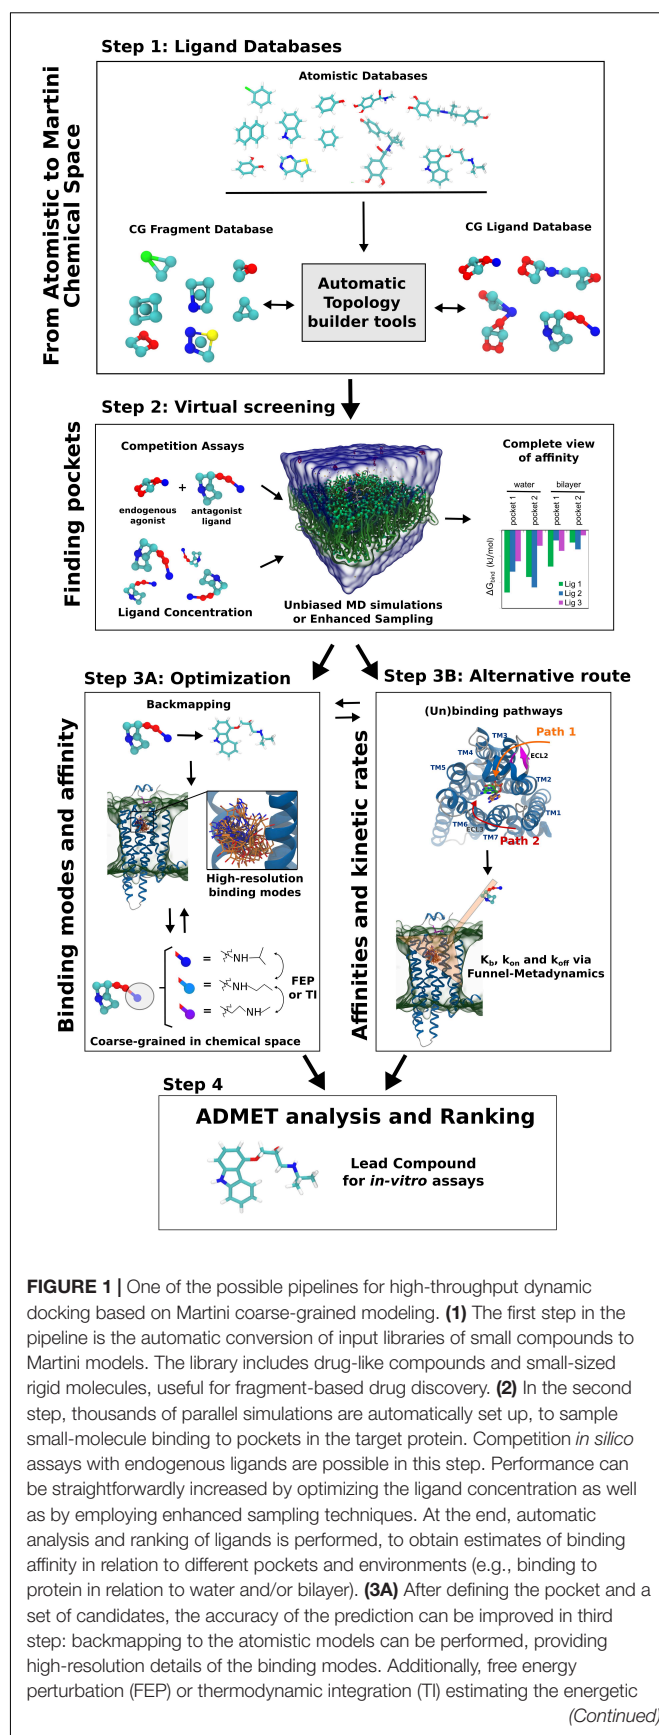 Step 1: Ligand Databases
From Atomistic to Martini
Chemical Space
Atomistic Databases
CG Fragment Database
CG Ligand Database
Automatic
Topology
builder tools
Step 2: Virtual screening
Finding pockets
Competition Assays
+
endogenous
agonist
antagonist
ligand
Ligand Concentration
Unbiased MD simulations
or Enhanced Sampling
Complete view
of affinity
water bilayer
pocket 1
pocket 2
pocket 1
pocket 2
ΔGbind (kJ/mol)
Lig 1
Lig 2
Lig 3
Step 3A: Optimization
Binding modes and affinity
Backmapping
High-resolution
binding modes
= NH
= NH
= NH
FEP
or TI
Coarse-grained in chemical space
Step 3B: Alternative route
Affinities and kinetic rates
(Un)binding pathways
Path 1
TM3
TM4
ECL2
TM5
TM2
TM1
TM6
ECL3
TM7
Path 2
Kb, kon and koff via
Funnel-Metadynamics
Step 4
ADMET analysis and Ranking
Lead Compound
for in-vitro assays
FIGURE 1 | One of the possible pipelines for high-throughput dynamic
docking based on Martini coarse-grained modeling. (1) The first step in the
pipeline is the automatic conversion of input libraries of small compounds to
Martini models. The library includes drug-like compounds and small-sized
rigid molecules, useful for fragment-based drug discovery. (2) In the second
step, thousands of parallel simulations are automatically set up, to sample
small-molecule binding to pockets in the target protein. Competition in silico
assays with endogenous ligands are possible in this step. Performance can
be straightforwardly increased by optimizing the ligand concentration as well
as by employing enhanced sampling techniques. At the end, automatic
analysis and ranking of ligands is performed, to obtain estimates of binding
affinity in relation to different pockets and environments (e.g., binding to
protein in relation to water and/or bilayer). (3A) After defining the pocket and a
set of candidates, the accuracy of the prediction can be improved in third
step: backmapping to the atomistic models can be performed, providing
high-resolution details of the binding modes. Additionally, free energy
perturbation (FEP) or thermodynamic integration (TI) estimating the energetic
(Continued)